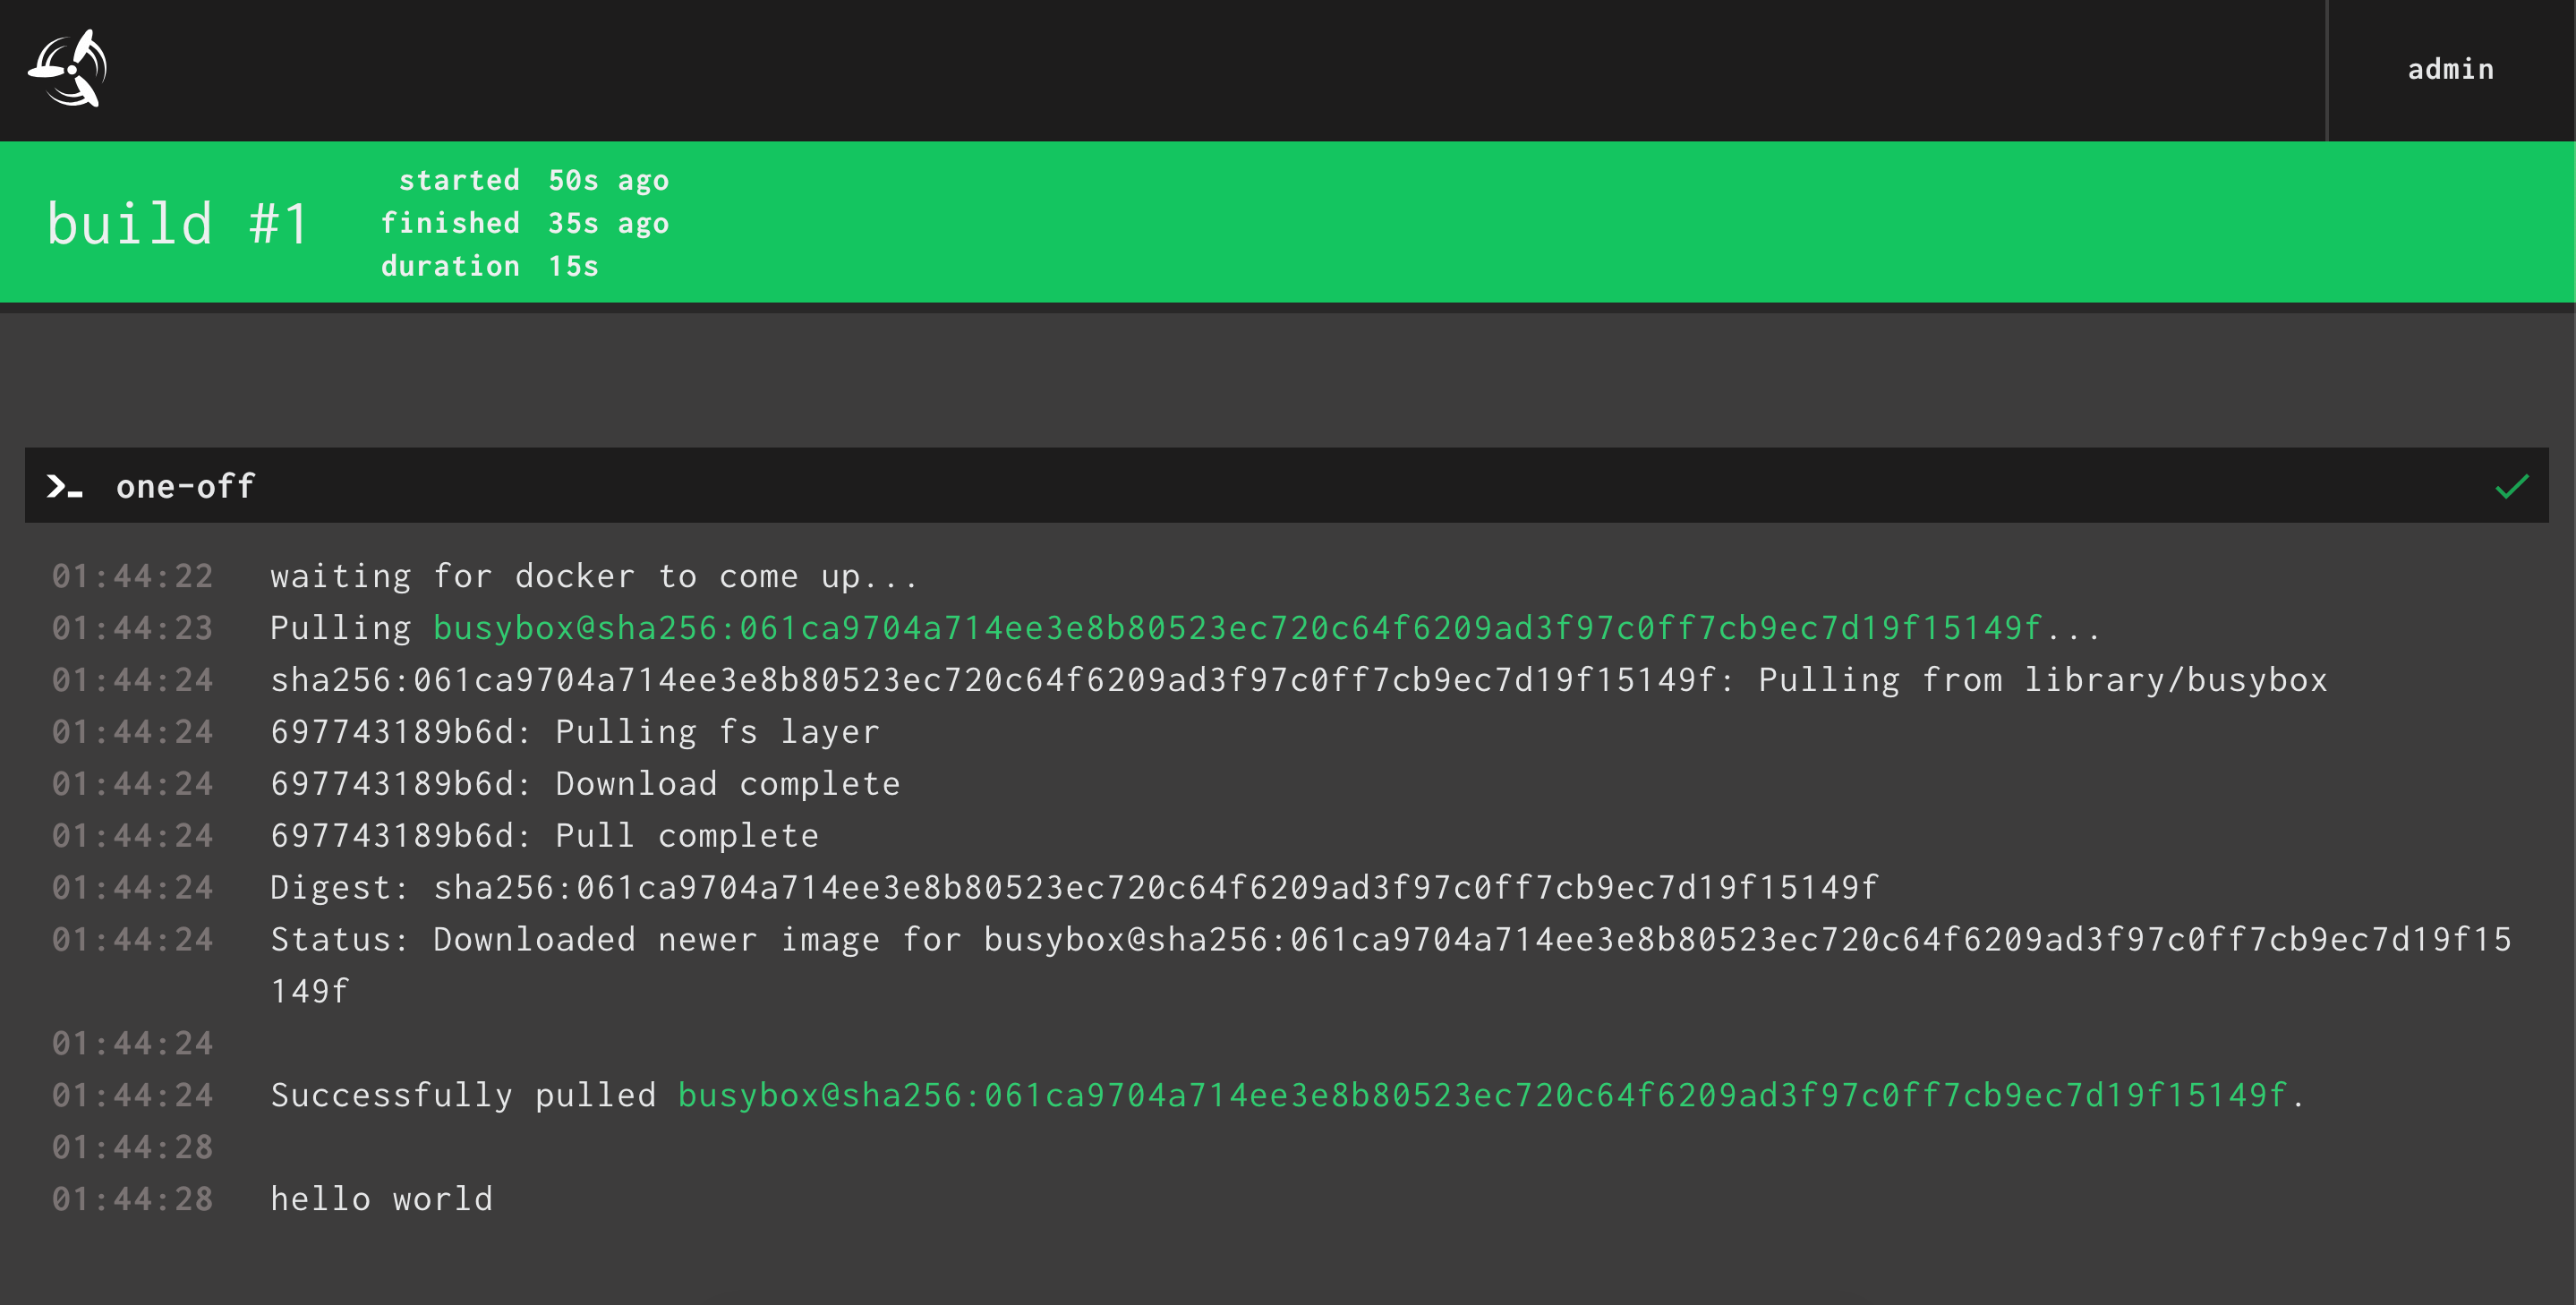 admin
build #1
started 50s ago
finished 35s ago
duration 15s
one-off
01:44:22 waiting for docker to come up...
01:44:23 Pulling busybox@sha256:061ca9704a714ee3e8b80523ec720c64f6209ad3f97c0ff7cb9ec7d19f15149f...
01:44:24 sha256:061ca9704a714ee3e8b80523ec720c64f6209ad3f97c0ff7cb9ec7d19f15149f: Pulling from library/busybox
01:44:24 697743189b6d: Pulling fs layer
01:44:24 697743189b6d: Download complete
01:44:24 697743189b6d: Pull complete
01:44:24 Digest: sha256:061ca9704a714ee3e8b80523ec720c64f6209ad3f97c0ff7cb9ec7d19f15149f
01:44:24 Status: Downloaded newer image for busybox@sha256:061ca9704a714ee3e8b80523ec720c64f6209ad3f97c0ff7cb9ec7d19f15
149f
01:44:24
01:44:24 Successfully pulled busybox@sha256:061ca9704a714ee3e8b80523ec720c64f6209ad3f97c0ff7cb9ec7d19f15149f.
01:44:28
01:44:28 hello world